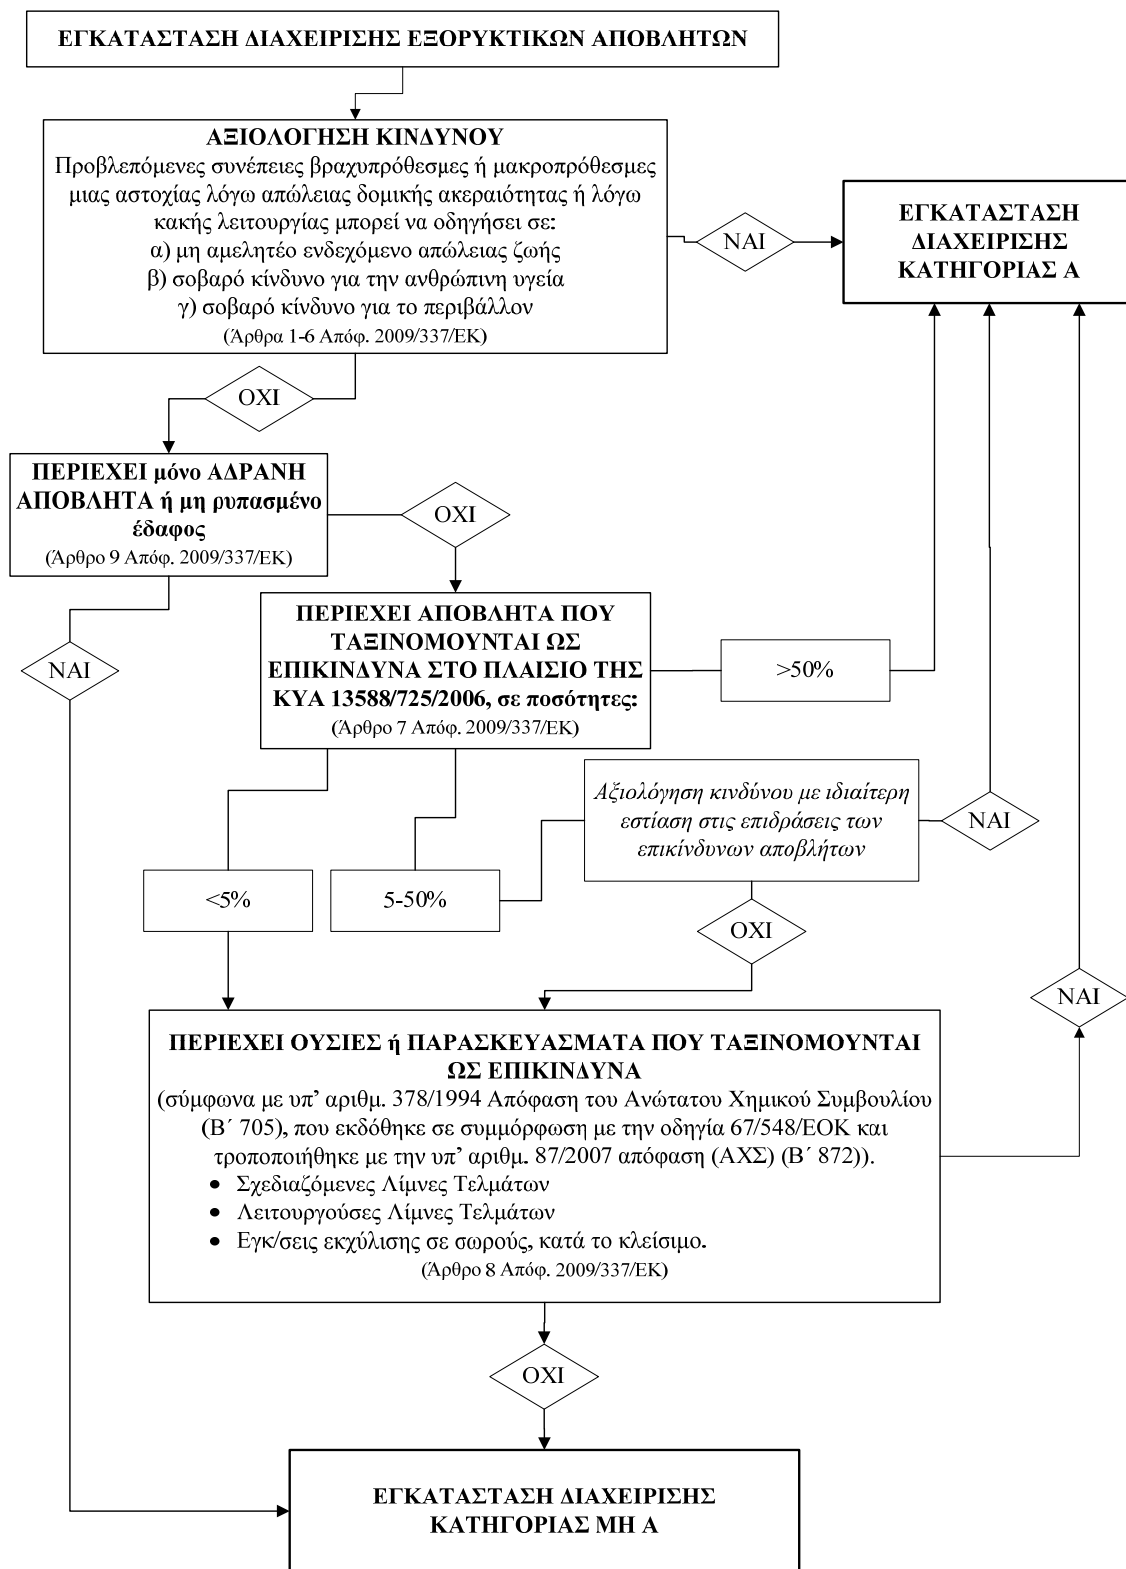 ΕΓΚΑΤΑΣΤΑΣΗ ΔΙΑΧΕΙΡΙΣΗΣ ΕΞΟΡΥΚΤΙΚΩΝ ΑΠΟΒΛΗΤΩΝ
ΑΞΙΟΛΟΓΗΣΗ ΚΙΝΔΥΝΟΥ
Προβλεπόμενες συνέπειες βραχυπρόθεσμες ή μακροπρόθεσμες
μιας αστοχίας λόγω απώλειας δομικής ακεραιότητας ή λόγω
κακής λειτουργίας μπορεί να οδηγήσει σε:
α) μη αμελητέο ενδεχόμενο απώλειας ζωής
β) σοβαρό κίνδυνο για την ανθρώπινη υγεία
γ) σοβαρό κίνδυνο για το περιβάλλον
(Άρθρα 1-6 Απόφ. 2009/337/ΕΚ)
ΝΑΙ
ΕΓΚΑΤΑΣΤΑΣΗ
ΔΙΑΧΕΙΡΙΣΗΣ
ΚΑΤΗΓΟΡΙΑΣ Α
ΟΧΙ
ΠΕΡΙΕΧΕΙ μόνο ΑΔΡΑΝΗ
ΑΠΟΒΛΗΤΑ ή μη ρυπασμένο
έδαφος
(Άρθρο 9 Απόφ. 2009/337/ΕΚ)
ΟΧΙ
ΝΑΙ
ΠΕΡΙΕΧΕΙ ΑΠΟΒΛΗΤΑ ΠΟΥ
ΤΑΞΙΝΟΜΟΥΝΤΑΙ ΩΣ
ΕΠΙΚΙΝΔΥΝΑ ΣΤΟ ΠΛΑΙΣΙΟ ΤΗΣ
ΚΥΑ 13588/725/2006, σε ποσότητες:
(Άρθρο 7 Απόφ. 2009/337/ΕΚ)
>50%
Αξιολόγηση κινδύνου με ιδιαίτερη
εστίαση στις επιδράσεις των
επικίνδυνων αποβλήτων
ΝΑΙ
<5%
5-50%
ΟΧΙ
ΝΑΙ
ΠΕΡΙΕΧΕΙ ΟΥΣΙΕΣ ή ΠΑΡΑΣΚΕΥΑΣΜΑΤΑ ΠΟΥ ΤΑΞΙΝΟΜΟΥΝΤΑΙ
ΩΣ ΕΠΙΚΙΝΔΥΝΑ
(σύμφωνα με υπ’ αριθμ. 378/1994 Απόφαση του Ανώτατου Χημικού Συμβουλίου
(Β΄ 705), που εκδόθηκε σε συμμόρφωση με την οδηγία 67/548/ΕΟΚ και
τροποποιήθηκε με την υπ’ αριθμ. 87/2007 απόφαση (ΑΧΣ) (Β΄ 872)).
• Σχεδιαζόμενες Λίμνες Τελμάτων
• Λειτουργούσες Λίμνες Τελμάτων
• Εγκ/σεις εκχύλισης σε σωρούς, κατά το κλείσιμο.
(Άρθρο 8 Απόφ. 2009/337/ΕΚ)
ΟΧΙ
ΕΓΚΑΤΑΣΤΑΣΗ ΔΙΑΧΕΙΡΙΣΗΣ
ΚΑΤΗΓΟΡΙΑΣ ΜΗ Α